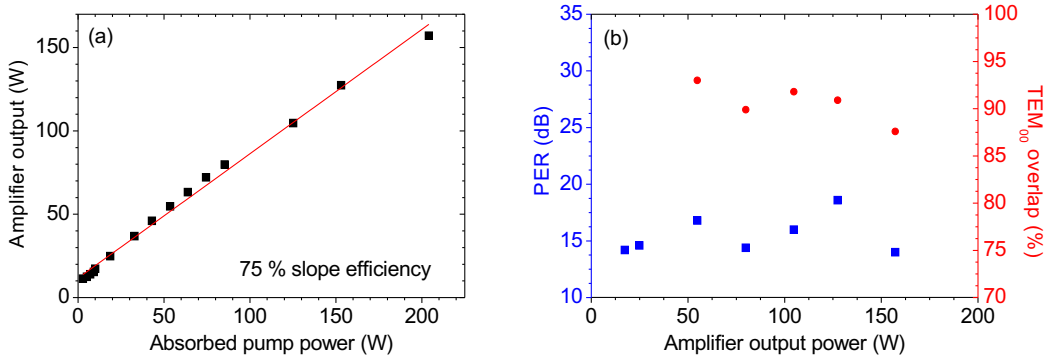 (a)
Amplifier output (W)
150
100
50
0
0 50 100 150 200
Absorbed pump power (W)
75 % slope efficiency
(b)
PER (dB)
35
30
25
20
15
10
0 50 100 150 200
Amplifier output power (W)
100
95
90
85
80
75
70
TEM00 overlap (%)